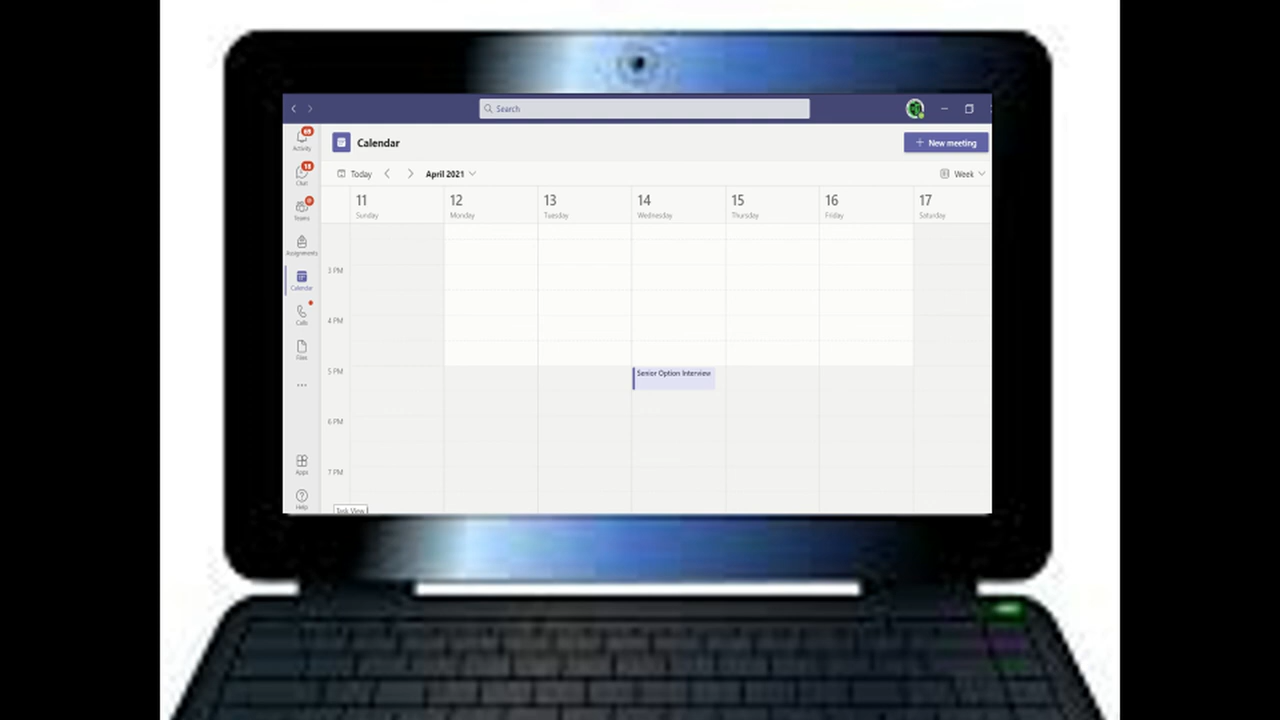 Search
Activity
Chat
Teams
Assignments
Calendar
Calls
Files
Apps
Help
Calendar
New meeting
Today
April 2021
Week
11 12 13 14 15 16 17
Sunday Monday Tuesday Wednesday Thursday Friday Saturday
3 PM
4 PM
5 PM
Senior Option Interview
6 PM
7 PM
Task View